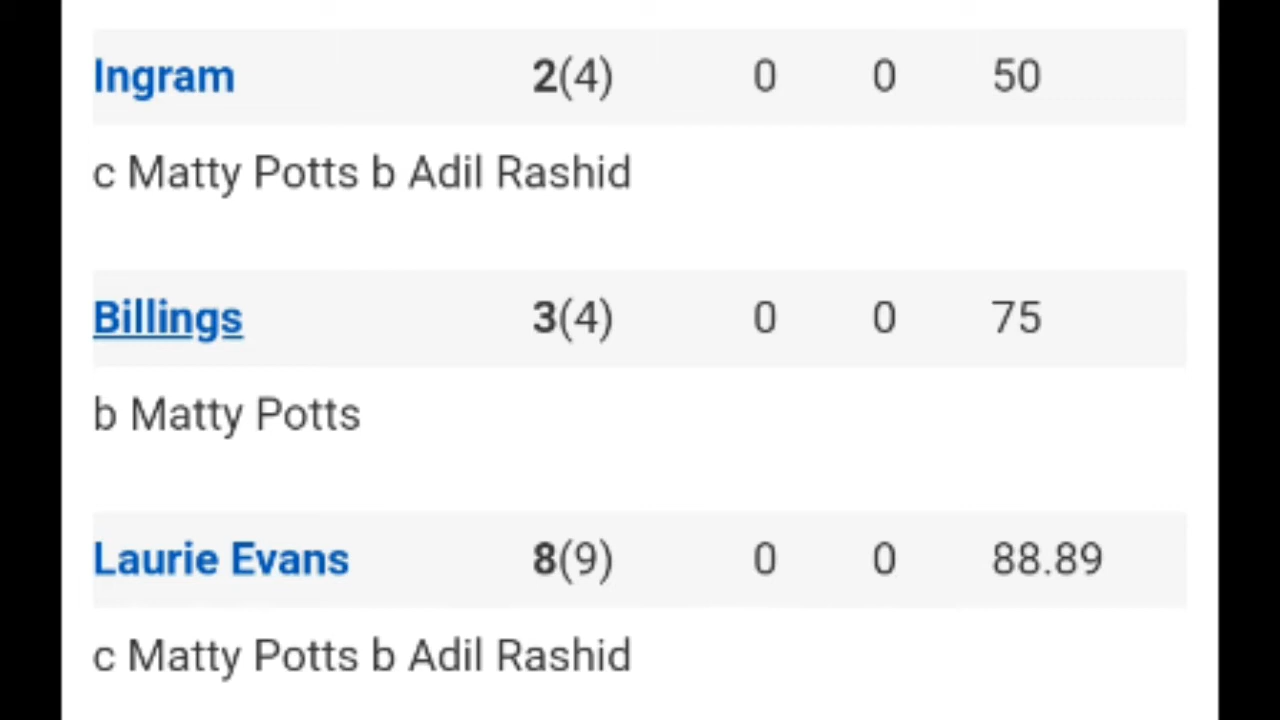 Ingram 2(4) 0 0 50
c Matty Potts b Adil Rashid
Billings 3(4) 0 0 75
b Matty Potts
Laurie Evans 8(9) 0 0 88.89
c Matty Potts b Adil Rashid